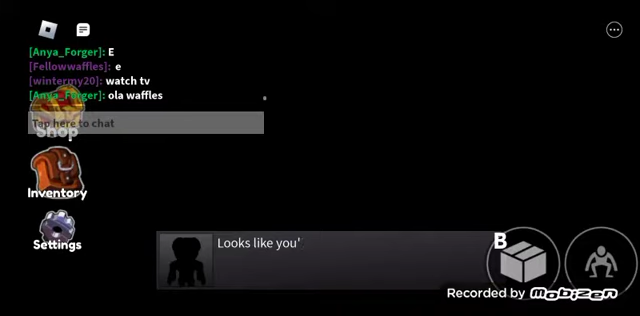 [Anya_Forger]: E
[Fellowwaffles]: e
[wintermy20]: watch tv
[Anya_Forger]: ola waffles
Tap here to chat
Shop
Inventory
Settings
Looks like you'
B
Recorded by Mobizen